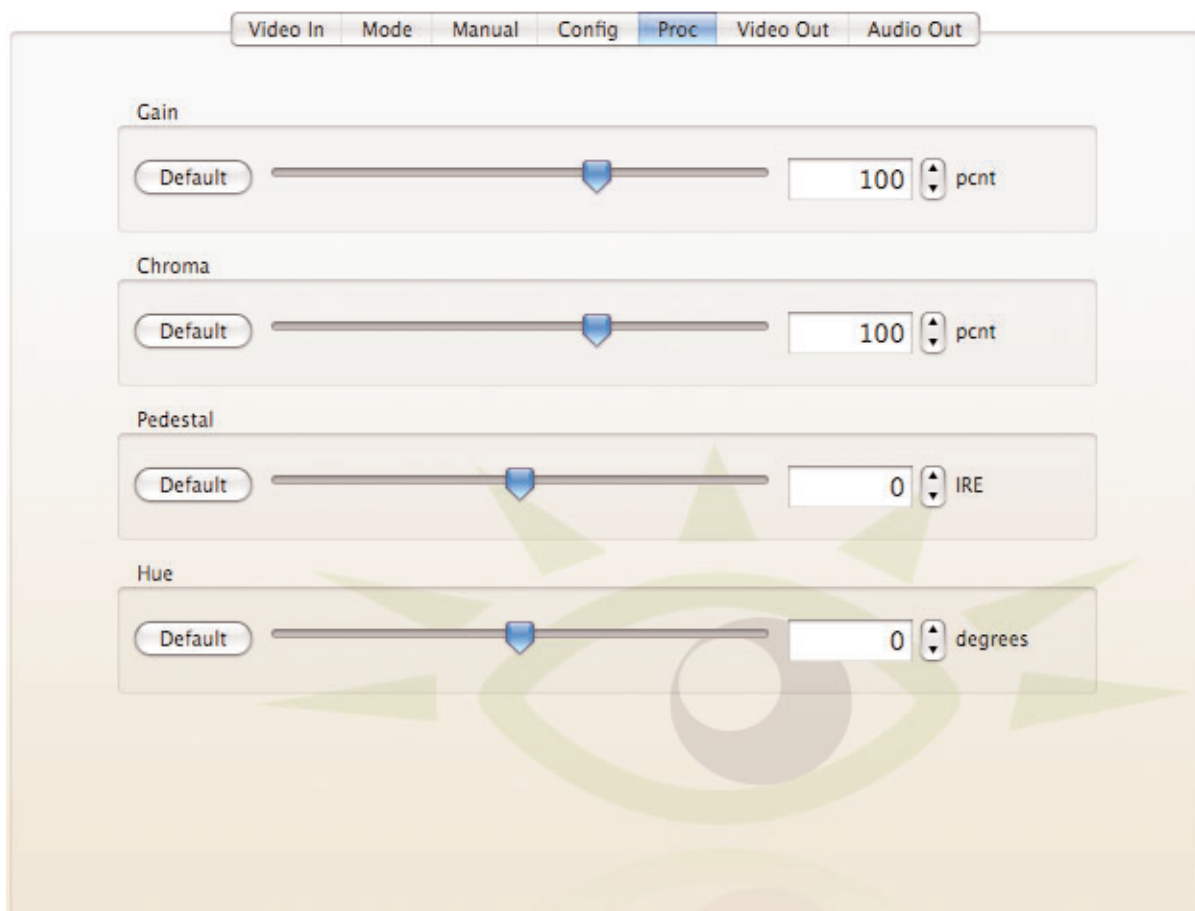 Video In Mode Manual Config Proc Video Out Audio Out
Gain
Default 100 pcnt
Chroma
Default 100 pcnt
Pedestal
Default 0 IRE
Hue
Default 0 degrees